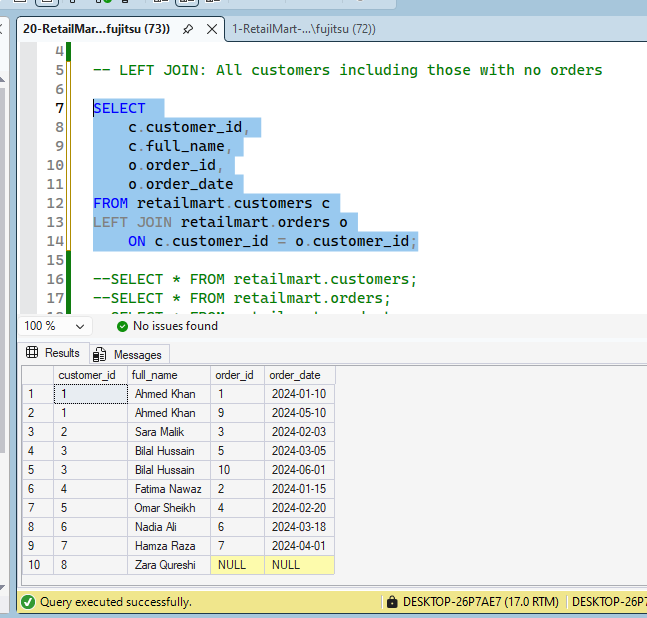 20-RetailMar...fujitsu (73))
1-RetailMart-...\fujitsu (72))
4
5 -- LEFT JOIN: All customers including those with no orders
6
7 SELECT
8 c.customer_id,
9 c.full_name,
10 o.order_id,
11 o.order_date
12 FROM retailmart.customers c
13 LEFT JOIN retailmart.orders o
14 ON c.customer_id = o.customer_id;
15
16 --SELECT * FROM retailmart.customers;
17 --SELECT * FROM retailmart.orders;
100 % No issues found
Results Messages
customer_id full_name order_id order_date
1 1 Ahmed Khan 1 2024-01-10
2 1 Ahmed Khan 9 2024-05-10
3 2 Sara Malik 3 2024-02-03
4 3 Bilal Hussain 5 2024-03-05
5 3 Bilal Hussain 10 2024-06-01
6 4 Fatima Nawaz 2 2024-01-15
7 5 Omar Sheikh 4 2024-02-20
8 6 Nadia Ali 6 2024-03-18
9 7 Hamza Raza 7 2024-04-01
10 8 Zara Qureshi NULL NULL
Query executed successfully. DESKTOP-26P7AE7 (17.0 RTM) DESKTOP-26P7